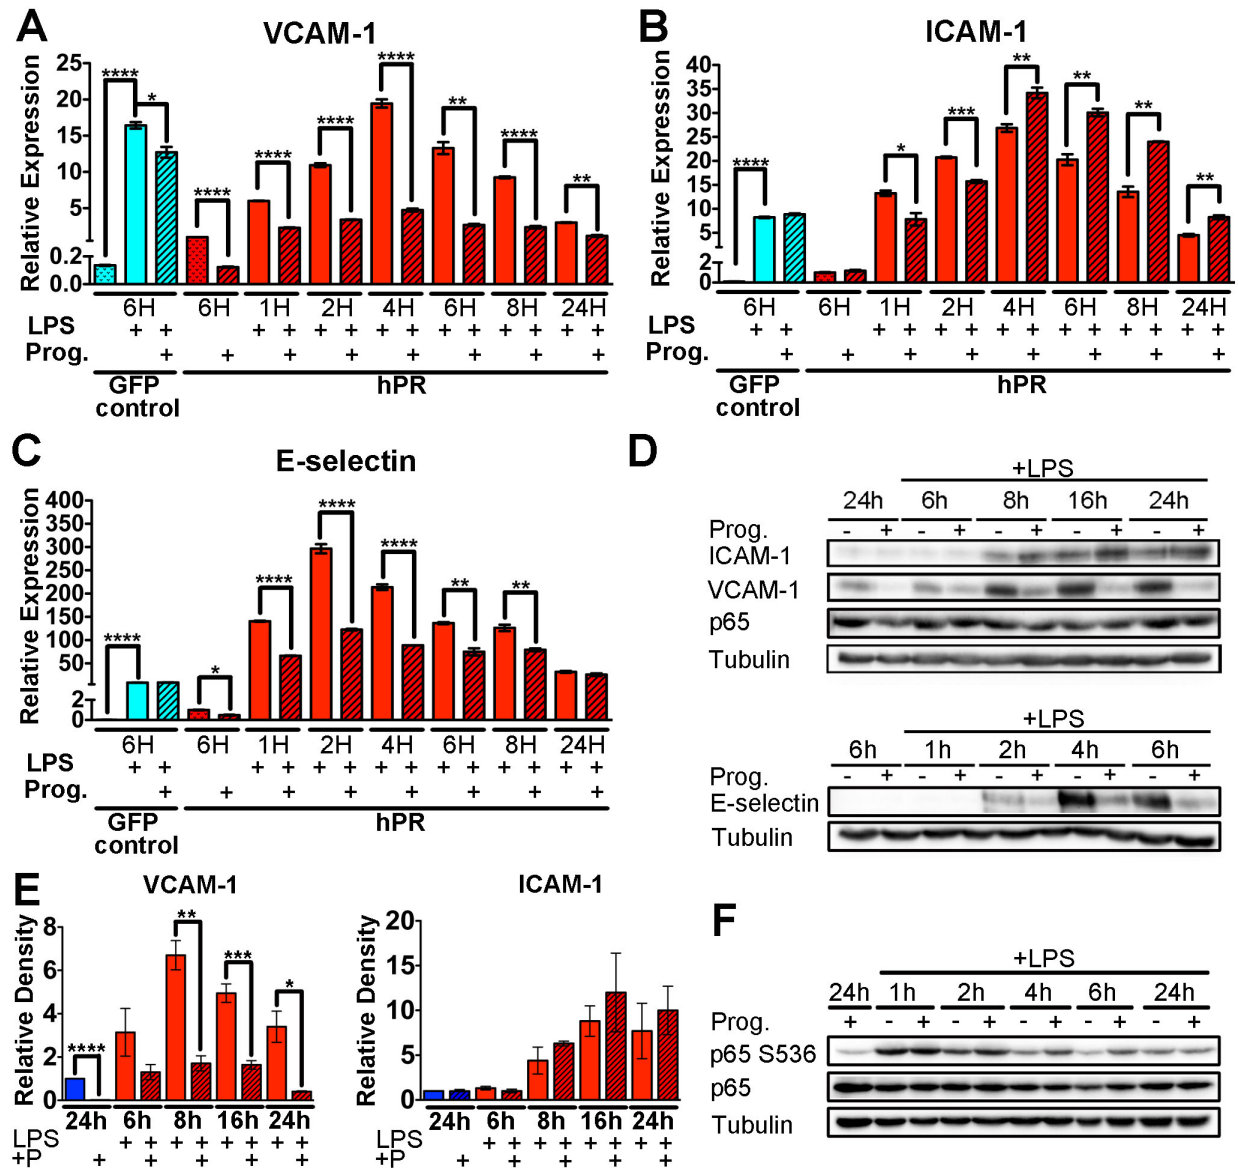 A
VCAM-1
Relative Expression
25
20
15
10
5
0.2
0.0
**** * **** **** **** **** ** **** **
6H 6H 1H 2H 4H 6H 8H 24H
LPS + + + + + + + + + + + + + +
Prog. + + + + + + + +
GFP control
hPR
B
ICAM-1
Relative Expression
40
35
30
25
20
15
10
5
2
0
**** * *** ** ** ** **
6H 6H 1H 2H 4H 6H 8H 24H
LPS + + + + + + + + + + + + + +
Prog. + + + + + + + +
GFP control
hPR
C
E-selectin
Relative Expression
400
350
300
250
200
150
100
50
2
0
**** * **** **** **** ** **
6H 6H 1H 2H 4H 6H 8H 24H
LPS + + + + + + + + + + + + + +
Prog. + + + + + + + +
GFP control
hPR
D
+LPS
24h 6h 8h 16h 24h
Prog. - + - + - + - + - +
ICAM-1
VCAM-1
p65
Tubulin
+LPS
6h 1h 2h 4h 6h
Prog. - + - + - + - + - +
E-selectin
Tubulin
E
VCAM-1
Relative Density
8
6
4
2
0
**** ** *** *
24h 6h 8h 16h 24h
LPS + + + + + + + +
+P + + + + +
ICAM-1
Relative Density
20
15
10
5
0
24h 6h 8h 16h 24h
LPS + + + + + + + +
+P + + + + +
F
+LPS
24h 1h 2h 4h 6h 24h
Prog. + - + - + - + - + - +
p65 S536
p65
Tubulin